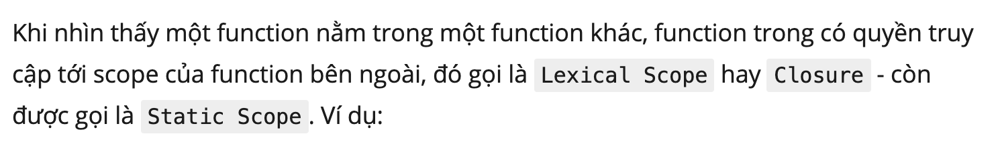 Khi nhìn thấy một function nằm trong một function khác, function trong có quyền truy
cập tới scope của function bên ngoài, đó gọi là Lexical Scope hay Closure - còn
được gọi là Static Scope. Ví dụ: